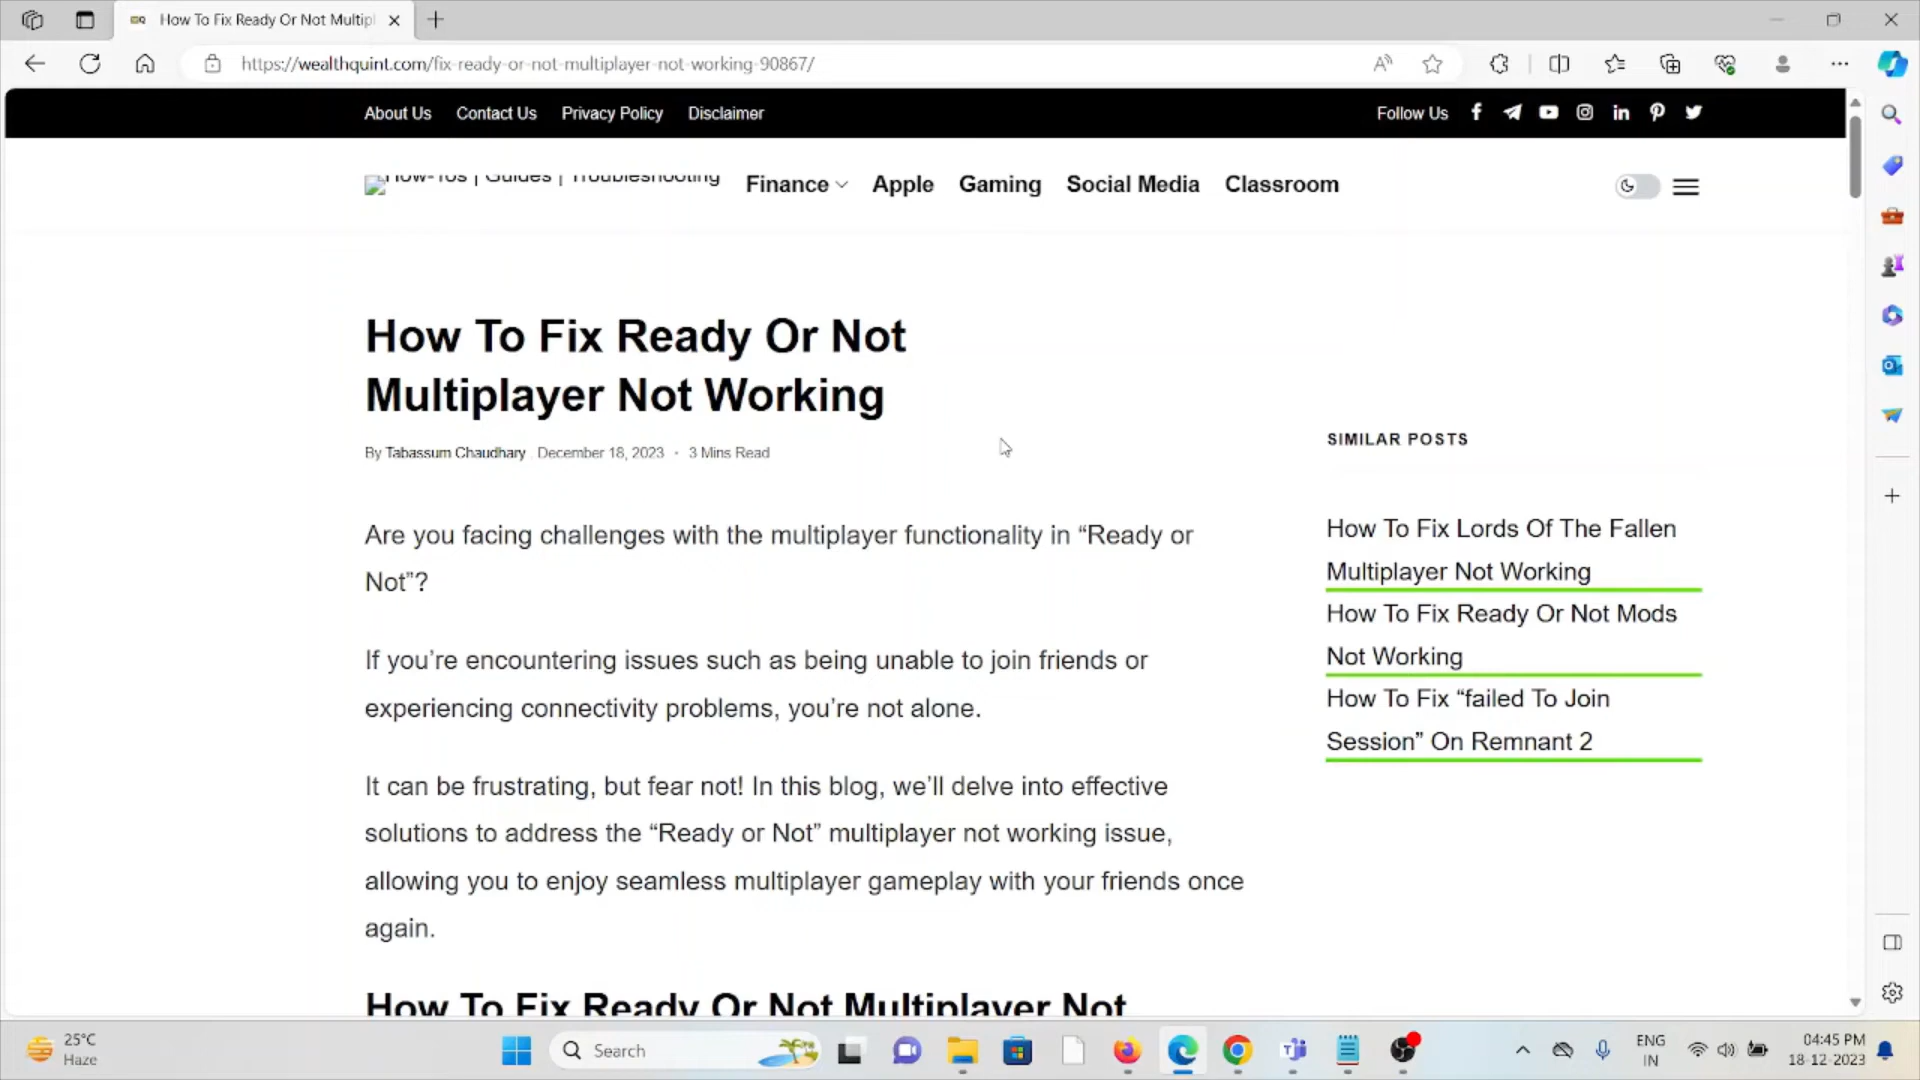 How To Fix Ready Or Not Multipl
https://wealthquint.com/fix-ready-or-not-multiplayer-not-working-90867/
About Us Contact Us Privacy Policy Disclaimer Follow Us
How-Tos | Guides | Troubleshooting
Finance Apple Gaming Social Media Classroom
How To Fix Ready Or Not
Multiplayer Not Working
By Tabassum Chaudhary December 18, 2023 • 3 Mins Read
Are you facing challenges with the multiplayer functionality in “Ready or
Not”?
If you’re encountering issues such as being unable to join friends or
experiencing connectivity problems, you’re not alone.
It can be frustrating, but fear not! In this blog, we’ll delve into effective
solutions to address the “Ready or Not” multiplayer not working issue,
allowing you to enjoy seamless multiplayer gameplay with your friends once
again.
How To Fix Ready Or Not Multiplayer Not
SIMILAR POSTS
How To Fix Lords Of The Fallen
Multiplayer Not Working
How To Fix Ready Or Not Mods
Not Working
How To Fix “failed To Join
Session” On Remnant 2
25°C
Haze
Search
ENG
IN
04:45 PM
18-12-2023